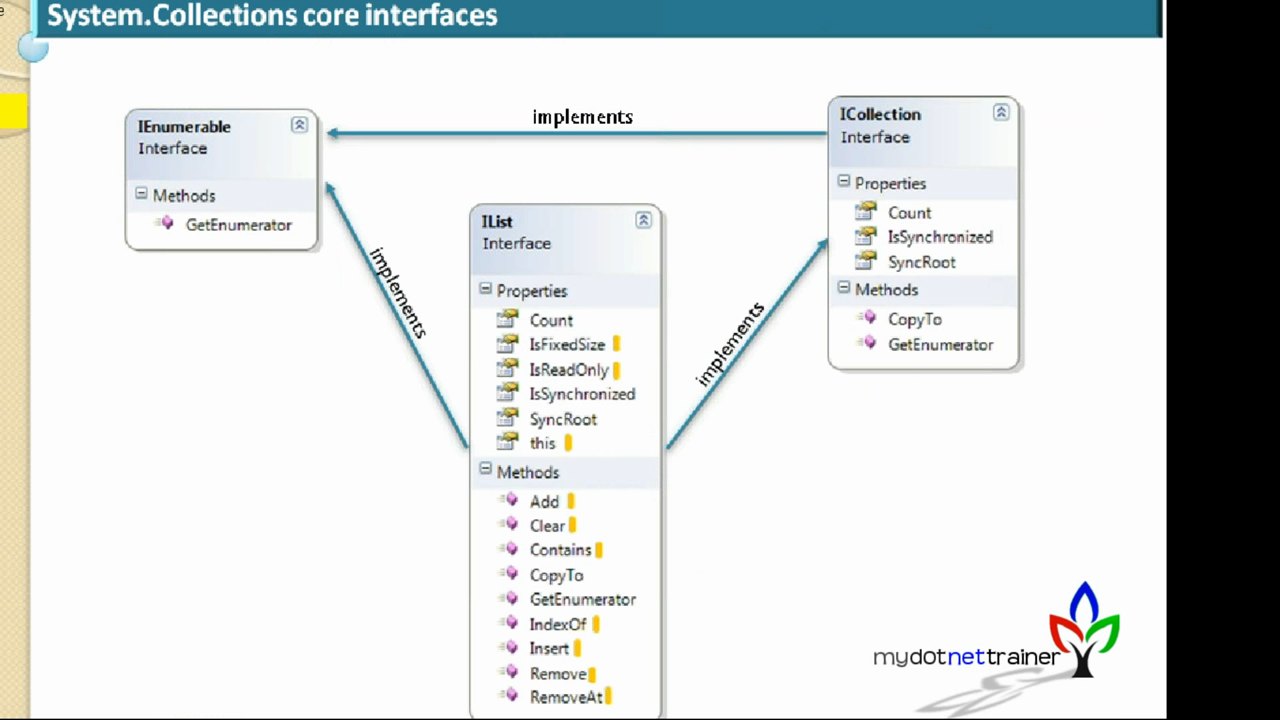 e
System.Collections core interfaces
implements
IEnumerable
Interface
Methods
GetEnumerator
implements
IList
Interface
Properties
Count
IsFixedSize
IsReadOnly
IsSynchronized
SyncRoot
this
Methods
Add
Clear
Contains
CopyTo
GetEnumerator
IndexOf
Insert
Remove
RemoveAt
implements
ICollection
Interface
Properties
Count
IsSynchronized
SyncRoot
Methods
CopyTo
GetEnumerator
mydotnettrainer